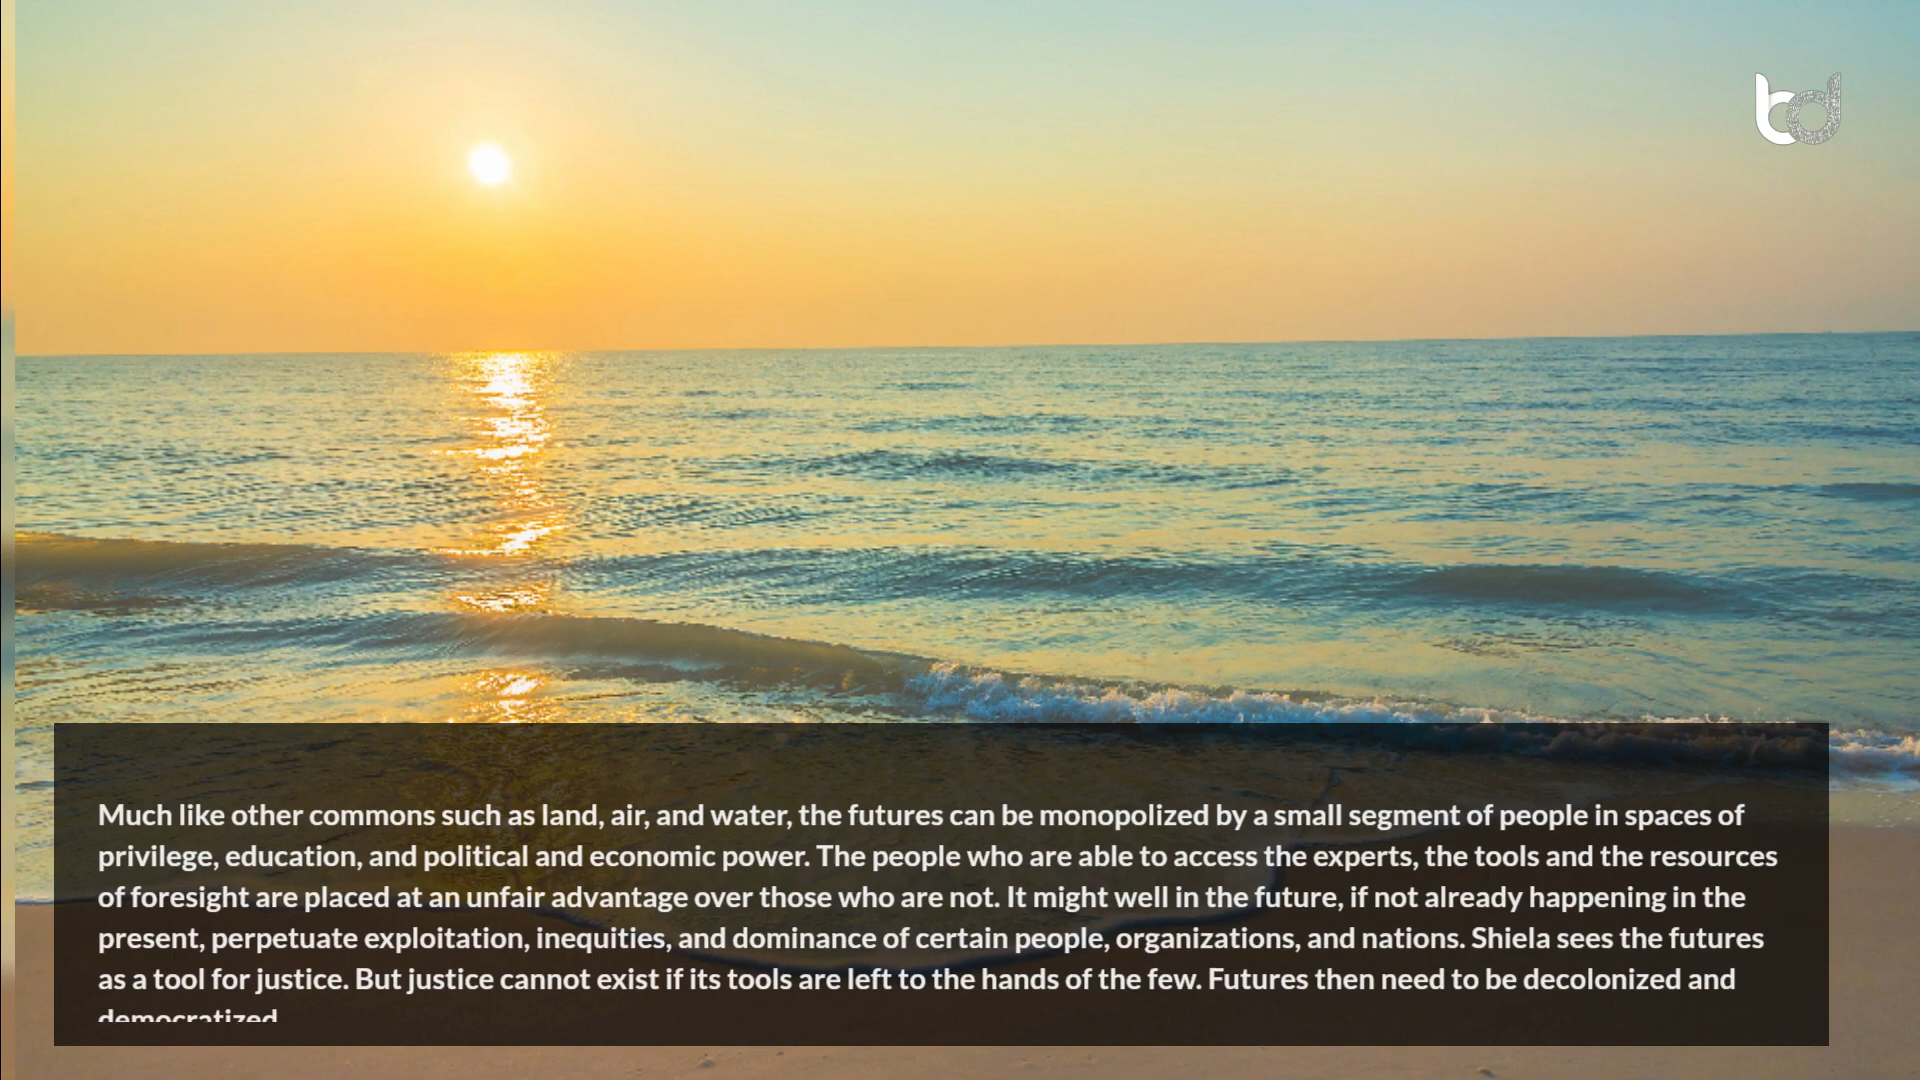 bd
Much like other commons such as land, air, and water, the futures can be monopolized by a small segment of people in spaces of
privilege, education, and political and economic power. The people who are able to access the experts, the tools and the resources
of foresight are placed at an unfair advantage over those who are not. It might well in the future, if not already happening in the
present, perpetuate exploitation, inequities, and dominance of certain people, organizations, and nations. Shiela sees the futures
as a tool for justice. But justice cannot exist if its tools are left to the hands of the few. Futures then need to be decolonized and
democratized